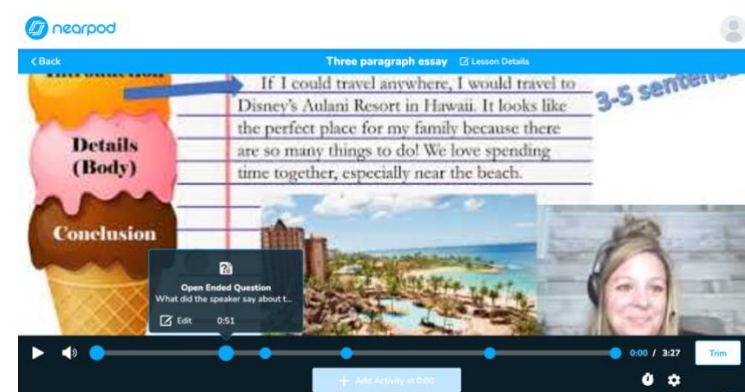 nearpod
< Back
Three paragraph essay
Lesson Details
Introduction
If I could travel anywhere, I would travel to
Disney's Aulani Resort in Hawaii. It looks like
the perfect place for my family because there
are so many things to do! We love spending
time together, especially near the beach.
3-5 sentences
Details
(Body)
Conclusion
Open Ended Question
What did the speaker say about t...
Edit 0:51
0:00 / 3:27
Trim
+ Add Activity at 0:00